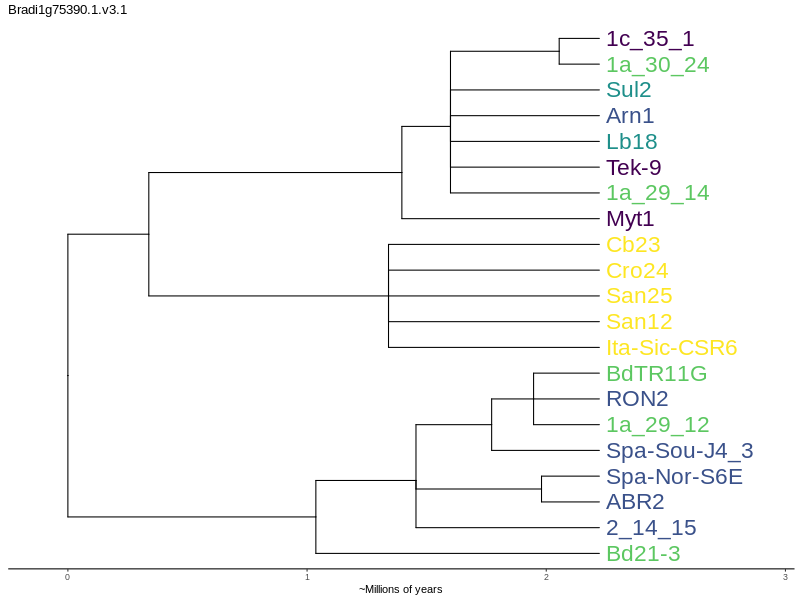 Bradi1g75390.1.v3.1
1c_35_1
1a_30_24
Sul2
Arn1
Lb18
Tek-9
1a_29_14
Myt1
Cb23
Cro24
San25
San12
Ita-Sic-CSR6
BdTR11G
RON2
1a_29_12
Spa-Sou-J4_3
Spa-Nor-S6E
ABR2
2_14_15
Bd21-3
0 1 2 3
~Millions of years